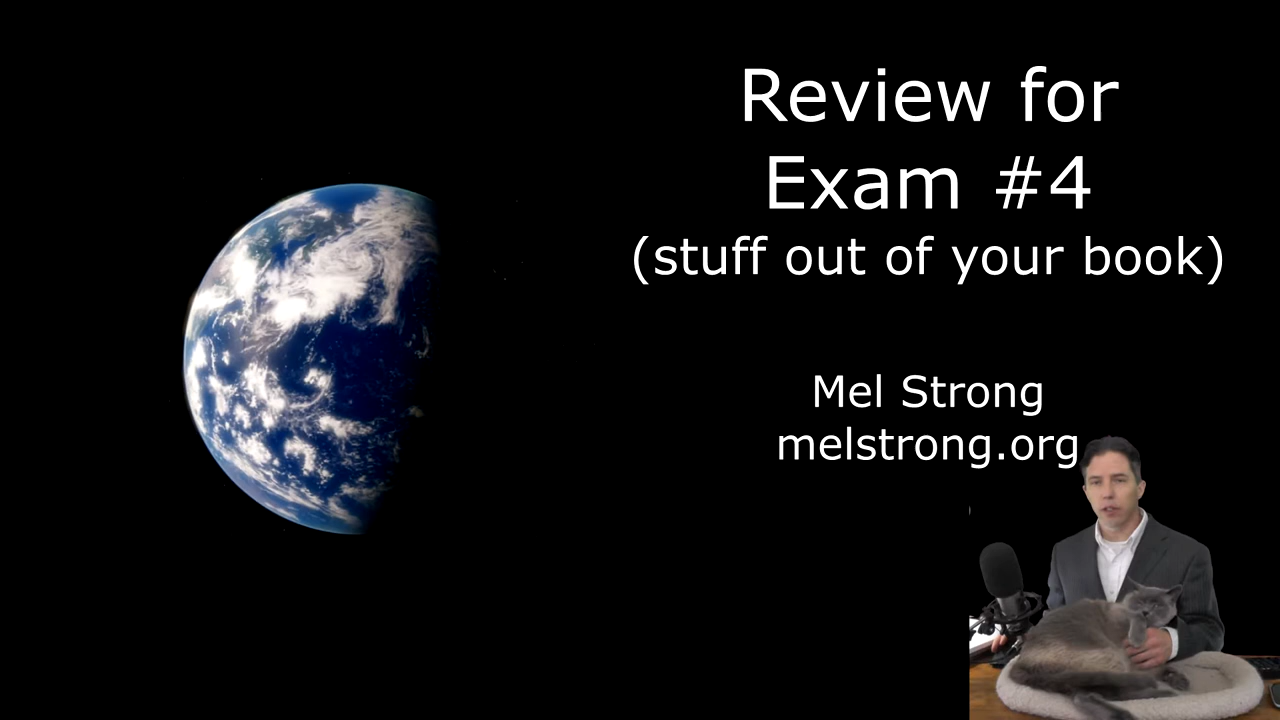 Review for
Exam #4
(stuff out of your book)
Mel Strong
melstrong.org